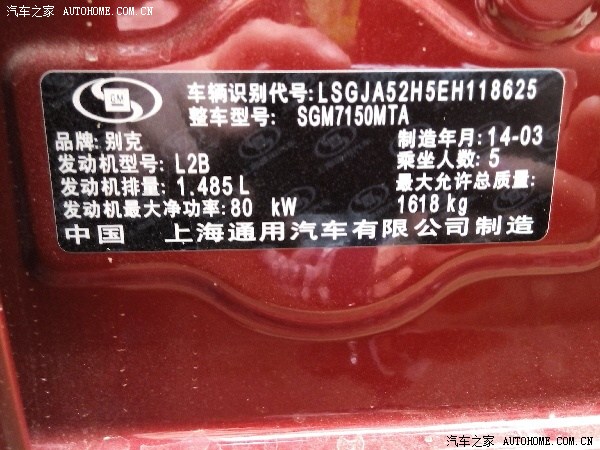 汽车之家 AUTOHOME.COM.CN
GM
车辆识别代号:LSGJA52H5EH118625
整车型号: SGM7150MTA
品牌: 别克
制造年月: 14-03
发动机型号: L2B
乘坐人数: 5
发动机排量: 1.485 L
最大允许总质量:
发动机最大净功率: 80 kW
1618 kg
中国 上海通用汽车有限公司制造
汽车之家 AUTOHOME.COM.CN